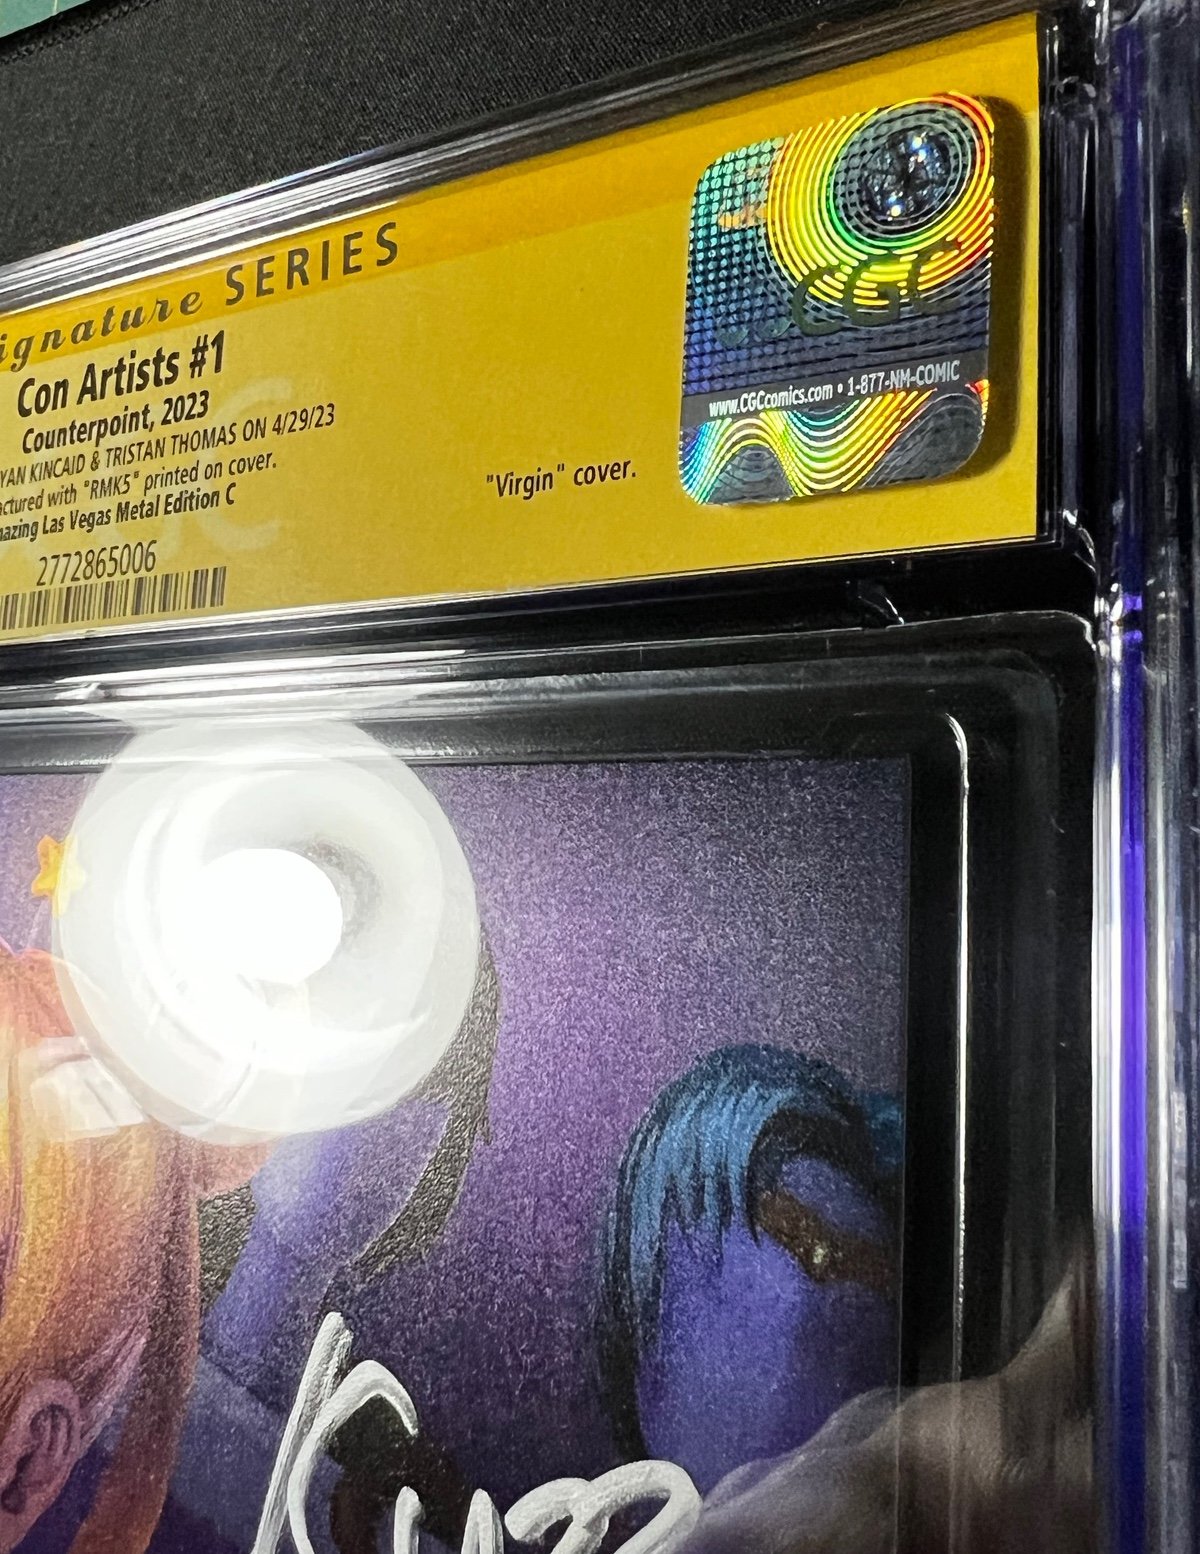 Signature SERIES
Con Artists #1
Counterpoint, 2023
YAN KINCAID & TRISTAN THOMAS ON 4/29/23
actured with "RMK5" printed on cover.
azing Las Vegas Metal Edition C
"Virgin" cover.
2772865006
CGC
www.CGCcomics.com • 1-877-NM-COMIC